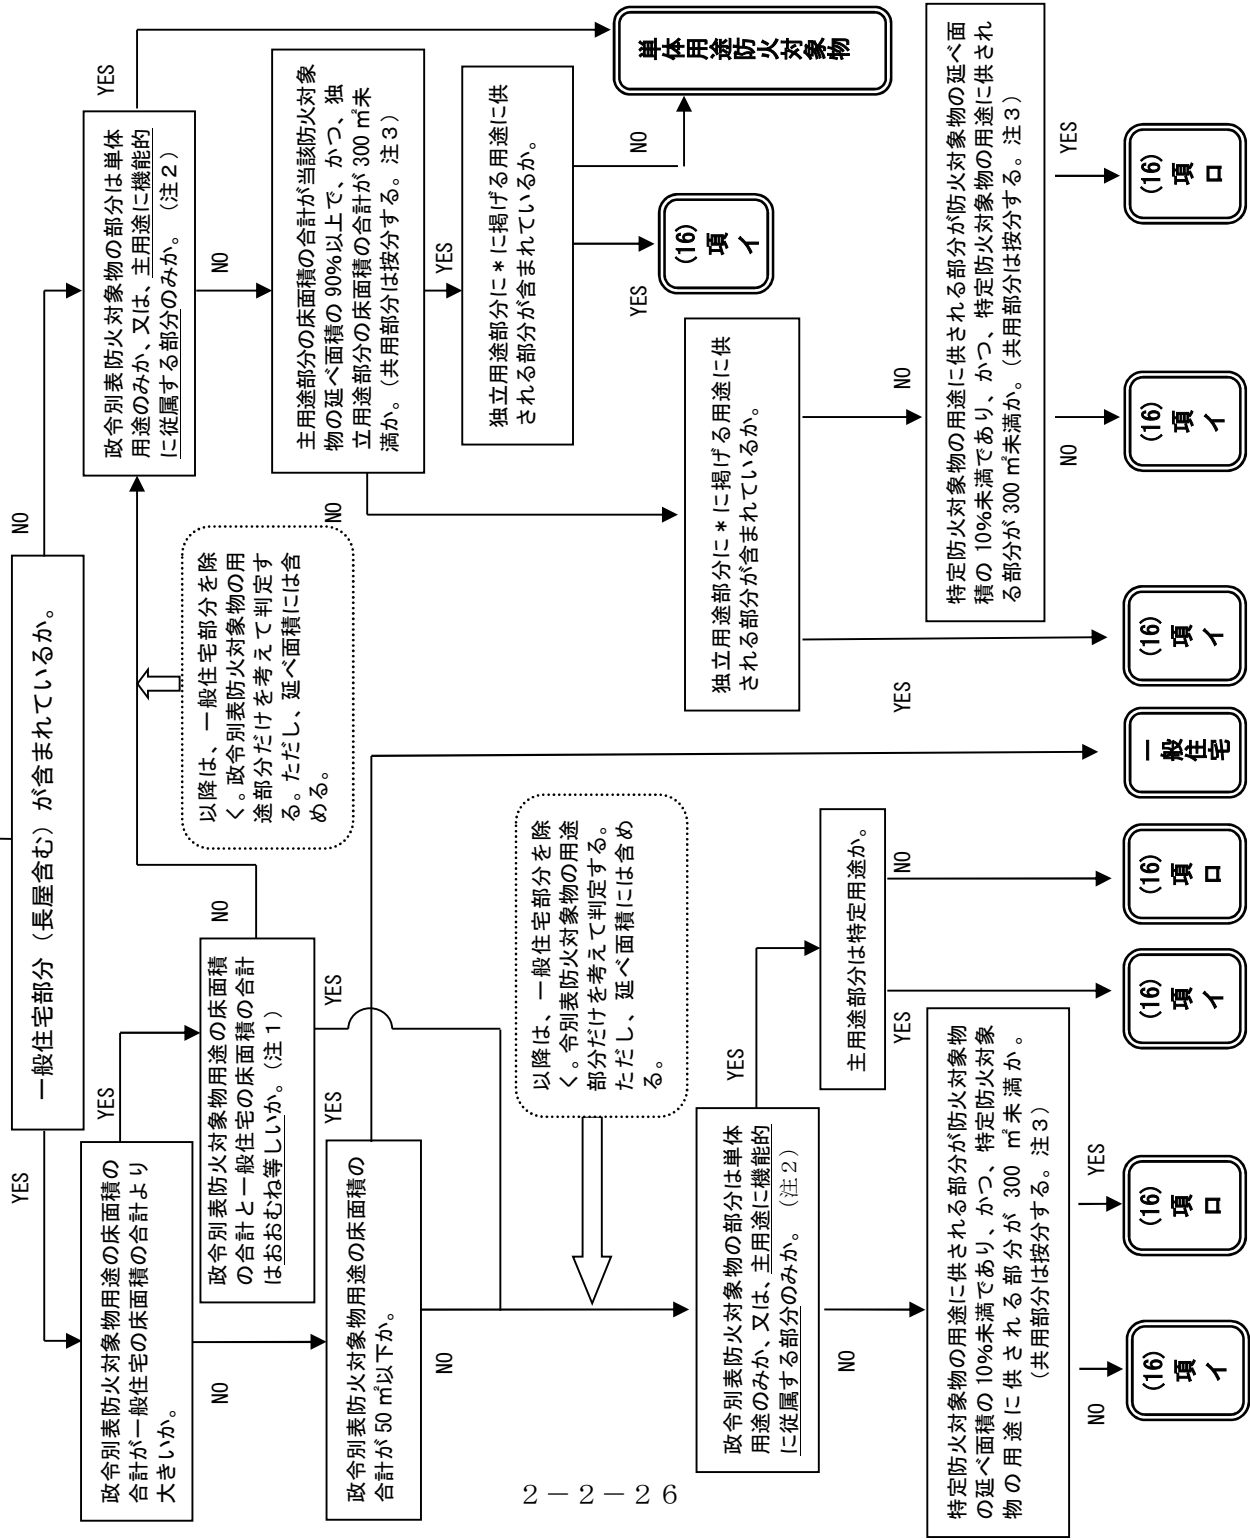 一般住宅部分（長屋含む）が含まれているか。
YES
NO
政令別表防火対象物用途の床面積の
合計が一般住宅の床面積の合計より
大きいか。
YES
NO
政令別表防火対象物用途の床面積
の合計と一般住宅の床面積の合計
はおおむね等しいか。（注１）
NO
YES
政令別表防火対象物用途の床面積の
合計が 50 ㎡以下か。
YES
NO
以降は、一般住宅部分を除
く。政令別表防火対象物の用
途部分だけを考えて判定す
る。ただし、延べ面積には含
める。
政令別表防火対象物の部分は単体
用途のみか、又は、主用途に機能的
に従属する部分のみか。（注２）
YES
NO
主用途部分の床面積の合計が当該防火対象
物の延べ面積の 90%以上で、かつ、独
立用途部分の床面積の合計が 300 ㎡未
満か。（共用部分は按分する。注３）
YES
NO
独立用途部分に＊に掲げる用途に供
される部分が含まれているか。
NO
YES
単体用途防火対象物
(16)
項
イ
独立用途部分に＊に掲げる用途に供
される部分が含まれているか。
NO
YES
特定防火対象物の用途に供される部分が防火対象物の延べ面
積の 10%未満であり、かつ、特定防火対象物の用途に供され
る部分が 300 ㎡未満か。（共用部分は按分する。注３）
YES
NO
以降は、一般住宅部分を除
く。令別表防火対象物の用途
部分だけを考えて判定する。
ただし、延べ面積には含め
る。
政令別表防火対象物の部分は単体
用途のみか、又は、主用途に機能的
に従属する部分のみか。（注２）
YES
NO
主用途部分は特定用途か。
NO
YES
特定防火対象物の用途に供される部分が防火対象物
の延べ面積の 10%未満であり、かつ、特定防火対象
物の用途に供される部分が 300 ㎡未満か。
（共用部分は按分する。注３）
NO
YES
(16)
項
イ
(16)
項
ロ
(16)
項
イ
(16)
項
ロ
一般
住宅
(16)
項
イ
(16)
項
イ
(16)
項
ロ
２－２－２６